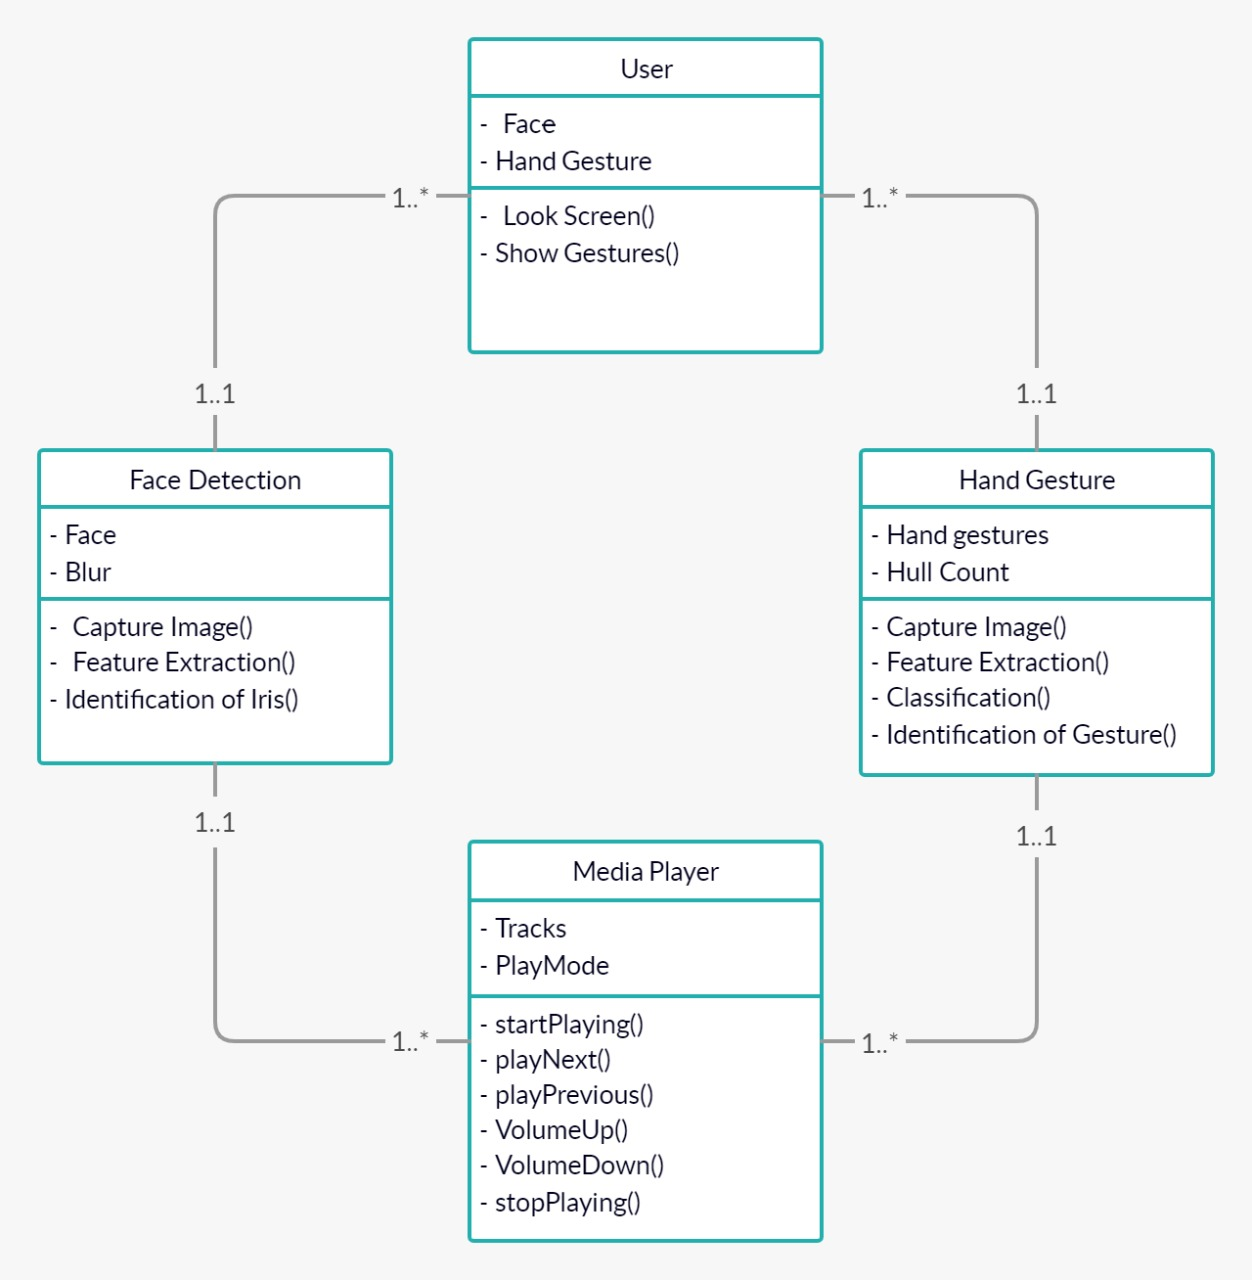 User
- Face
- Hand Gesture
1..*
1..*
- Look Screen()
- Show Gestures()
1..1
1..1
Face Detection
- Face
- Blur
- Capture Image()
- Feature Extraction()
- Identification of Iris()
Hand Gesture
- Hand gestures
- Hull Count
- Capture Image()
- Feature Extraction()
- Classification()
- Identification of Gesture()
1..1
1..1
Media Player
- Tracks
- PlayMode
1..*
1..*
- startPlaying()
- playNext()
- playPrevious()
- VolumeUp()
- VolumeDown()
- stopPlaying()